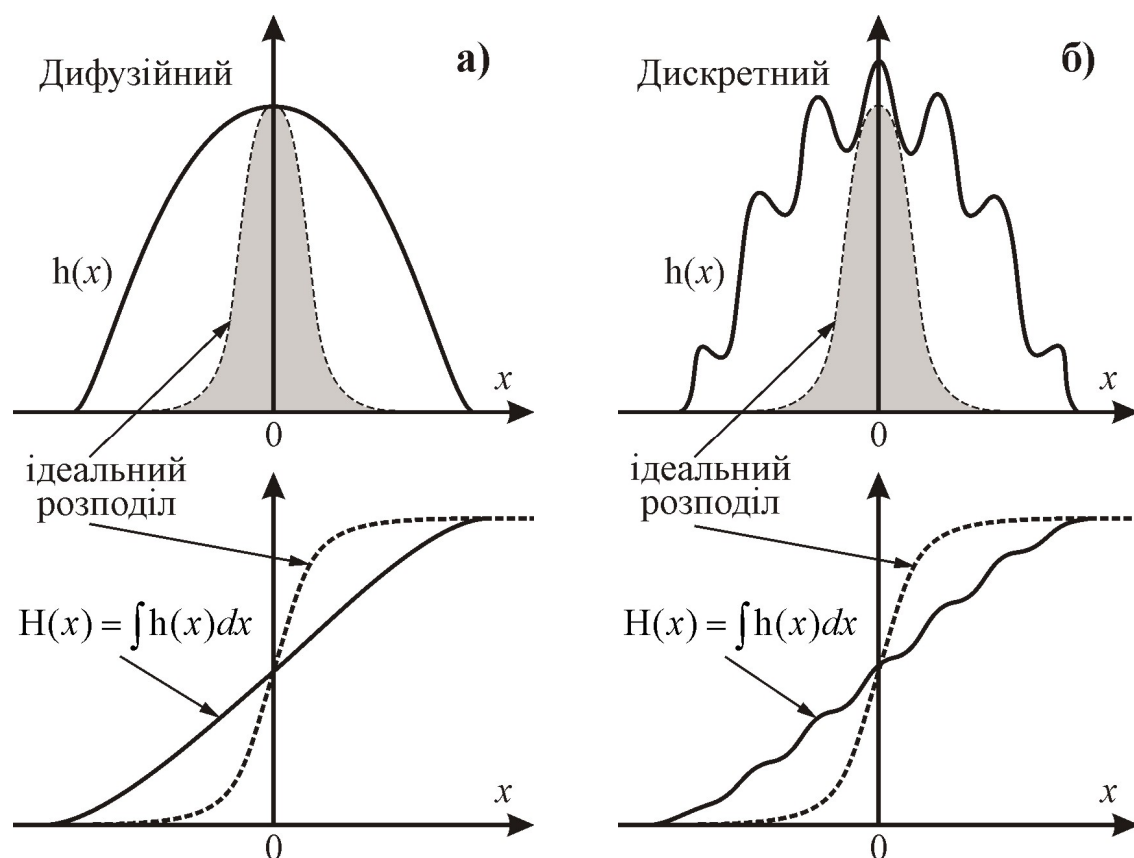 Дифузійний
а)
h(x)
x
0
ідеальний
розподіл
H(x) = ∫h(x)dx
x
0
Дискретний
б)
h(x)
x
0
ідеальний
розподіл
H(x) = ∫h(x)dx
x
0